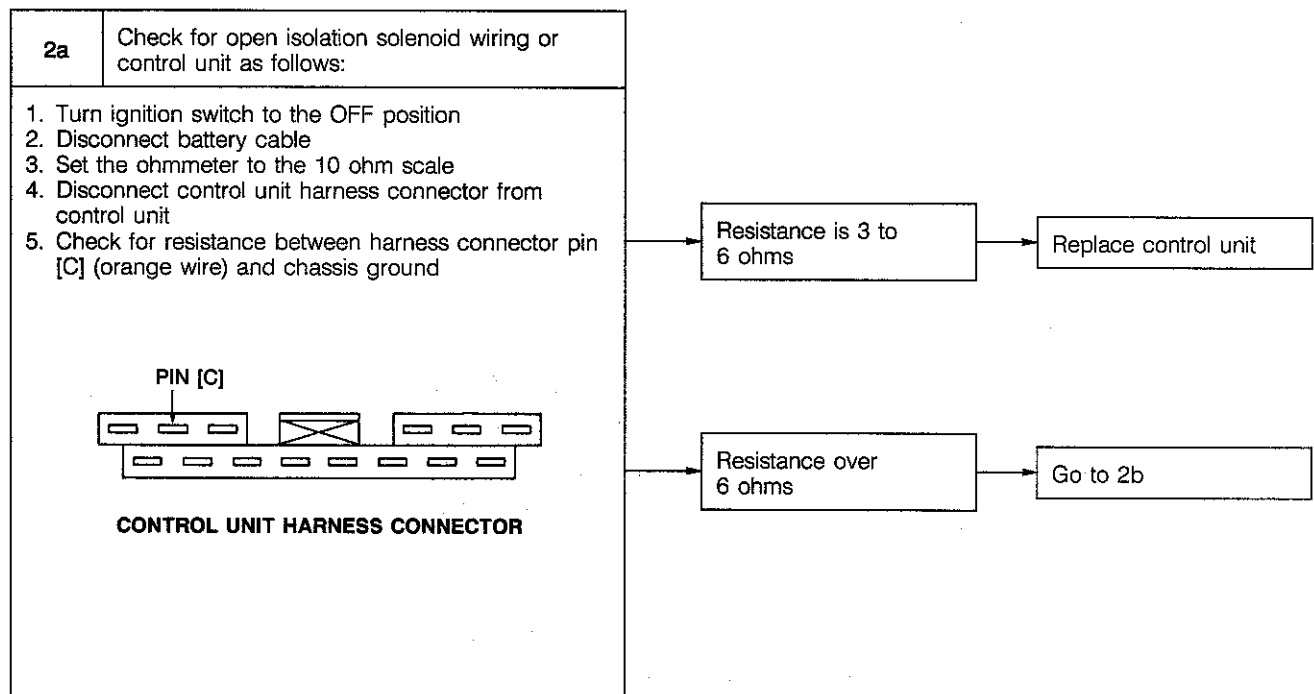 2a
Check for open isolation solenoid wiring or
control unit as follows:
1. Turn ignition switch to the OFF position
2. Disconnect battery cable
3. Set the ohmmeter to the 10 ohm scale
4. Disconnect control unit harness connector from
control unit
5. Check for resistance between harness connector pin
[C] (orange wire) and chassis ground
PIN [C]
CONTROL UNIT HARNESS CONNECTOR
Resistance is 3 to
6 ohms
Replace control unit
Resistance over
6 ohms
Go to 2b